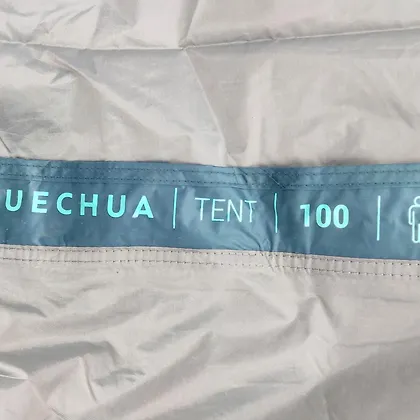 UECHUA | TENT | 100 |